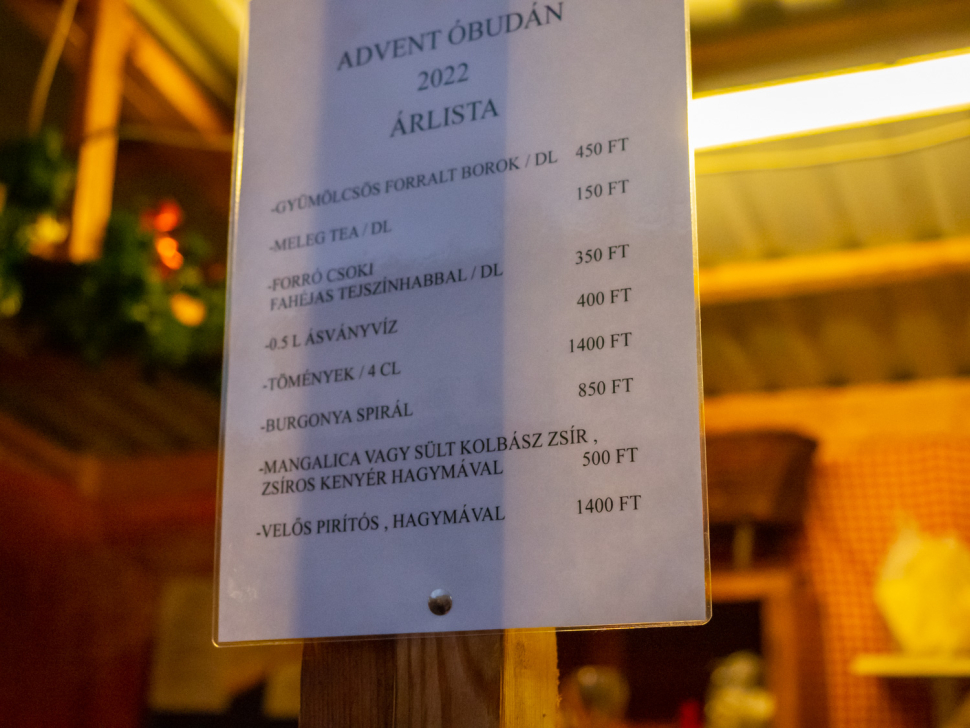 ADVENT ÓBUDÁN
2022
ÁRLISTA
-GYÜMÖLCSÖS FORRALT BOROK / DL 450 FT
-MELEG TEA / DL 150 FT
-FORRÓ CSOKI
FAHÉJAS TEJSZÍNHABBAL / DL 350 FT
-0.5 L ÁSVÁNYVÍZ 400 FT
-TÖMÉNYEK / 4 CL 1400 FT
-BURGONYA SPIRÁL 850 FT
-MANGALICA VAGY SÜLT KOLBÁSZ ZSÍR ,
ZSÍROS KENYÉR HAGYMÁVAL 500 FT
-VELŐS PIRÍTÓS , HAGYMÁVAL 1400 FT